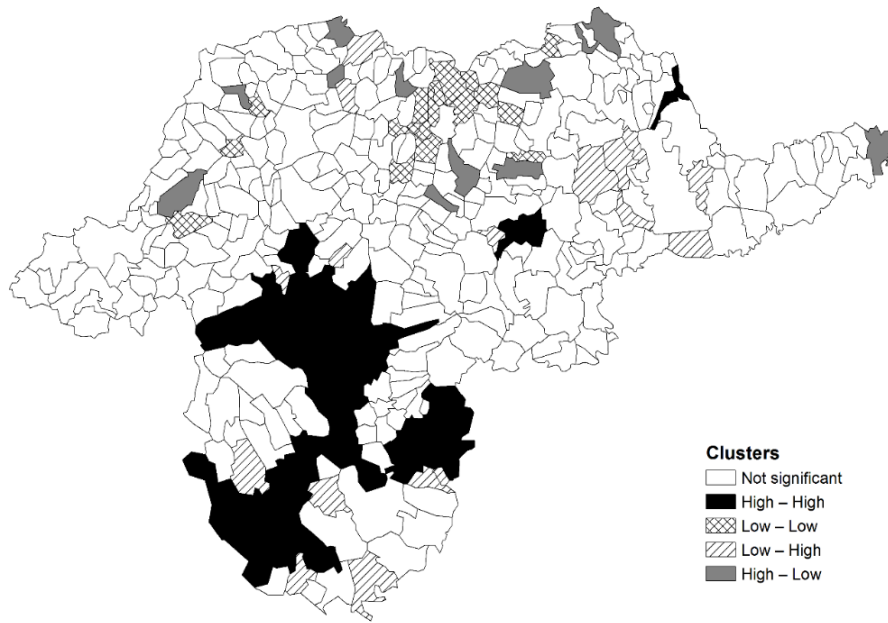 Clusters
Not significant
High – High
Low – Low
Low – High
High – Low